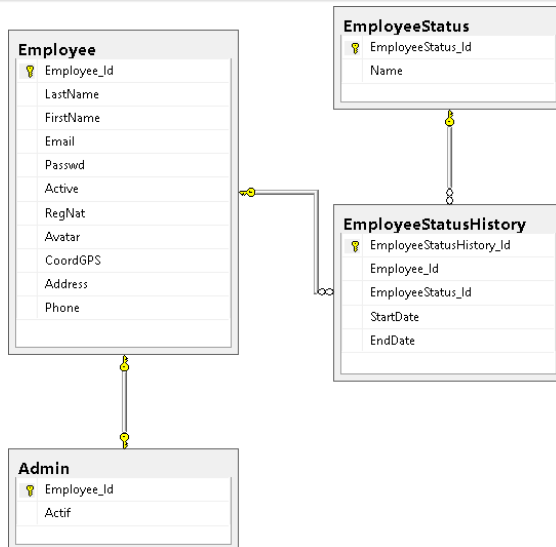 Employee
Employee_Id
LastName
FirstName
Email
Passwd
Active
RegNat
Avatar
CoordGPS
Address
Phone
EmployeeStatus
EmployeeStatus_Id
Name
EmployeeStatusHistory
EmployeeStatusHistory_Id
Employee_Id
EmployeeStatus_Id
StartDate
EndDate
Admin
Employee_Id
Actif